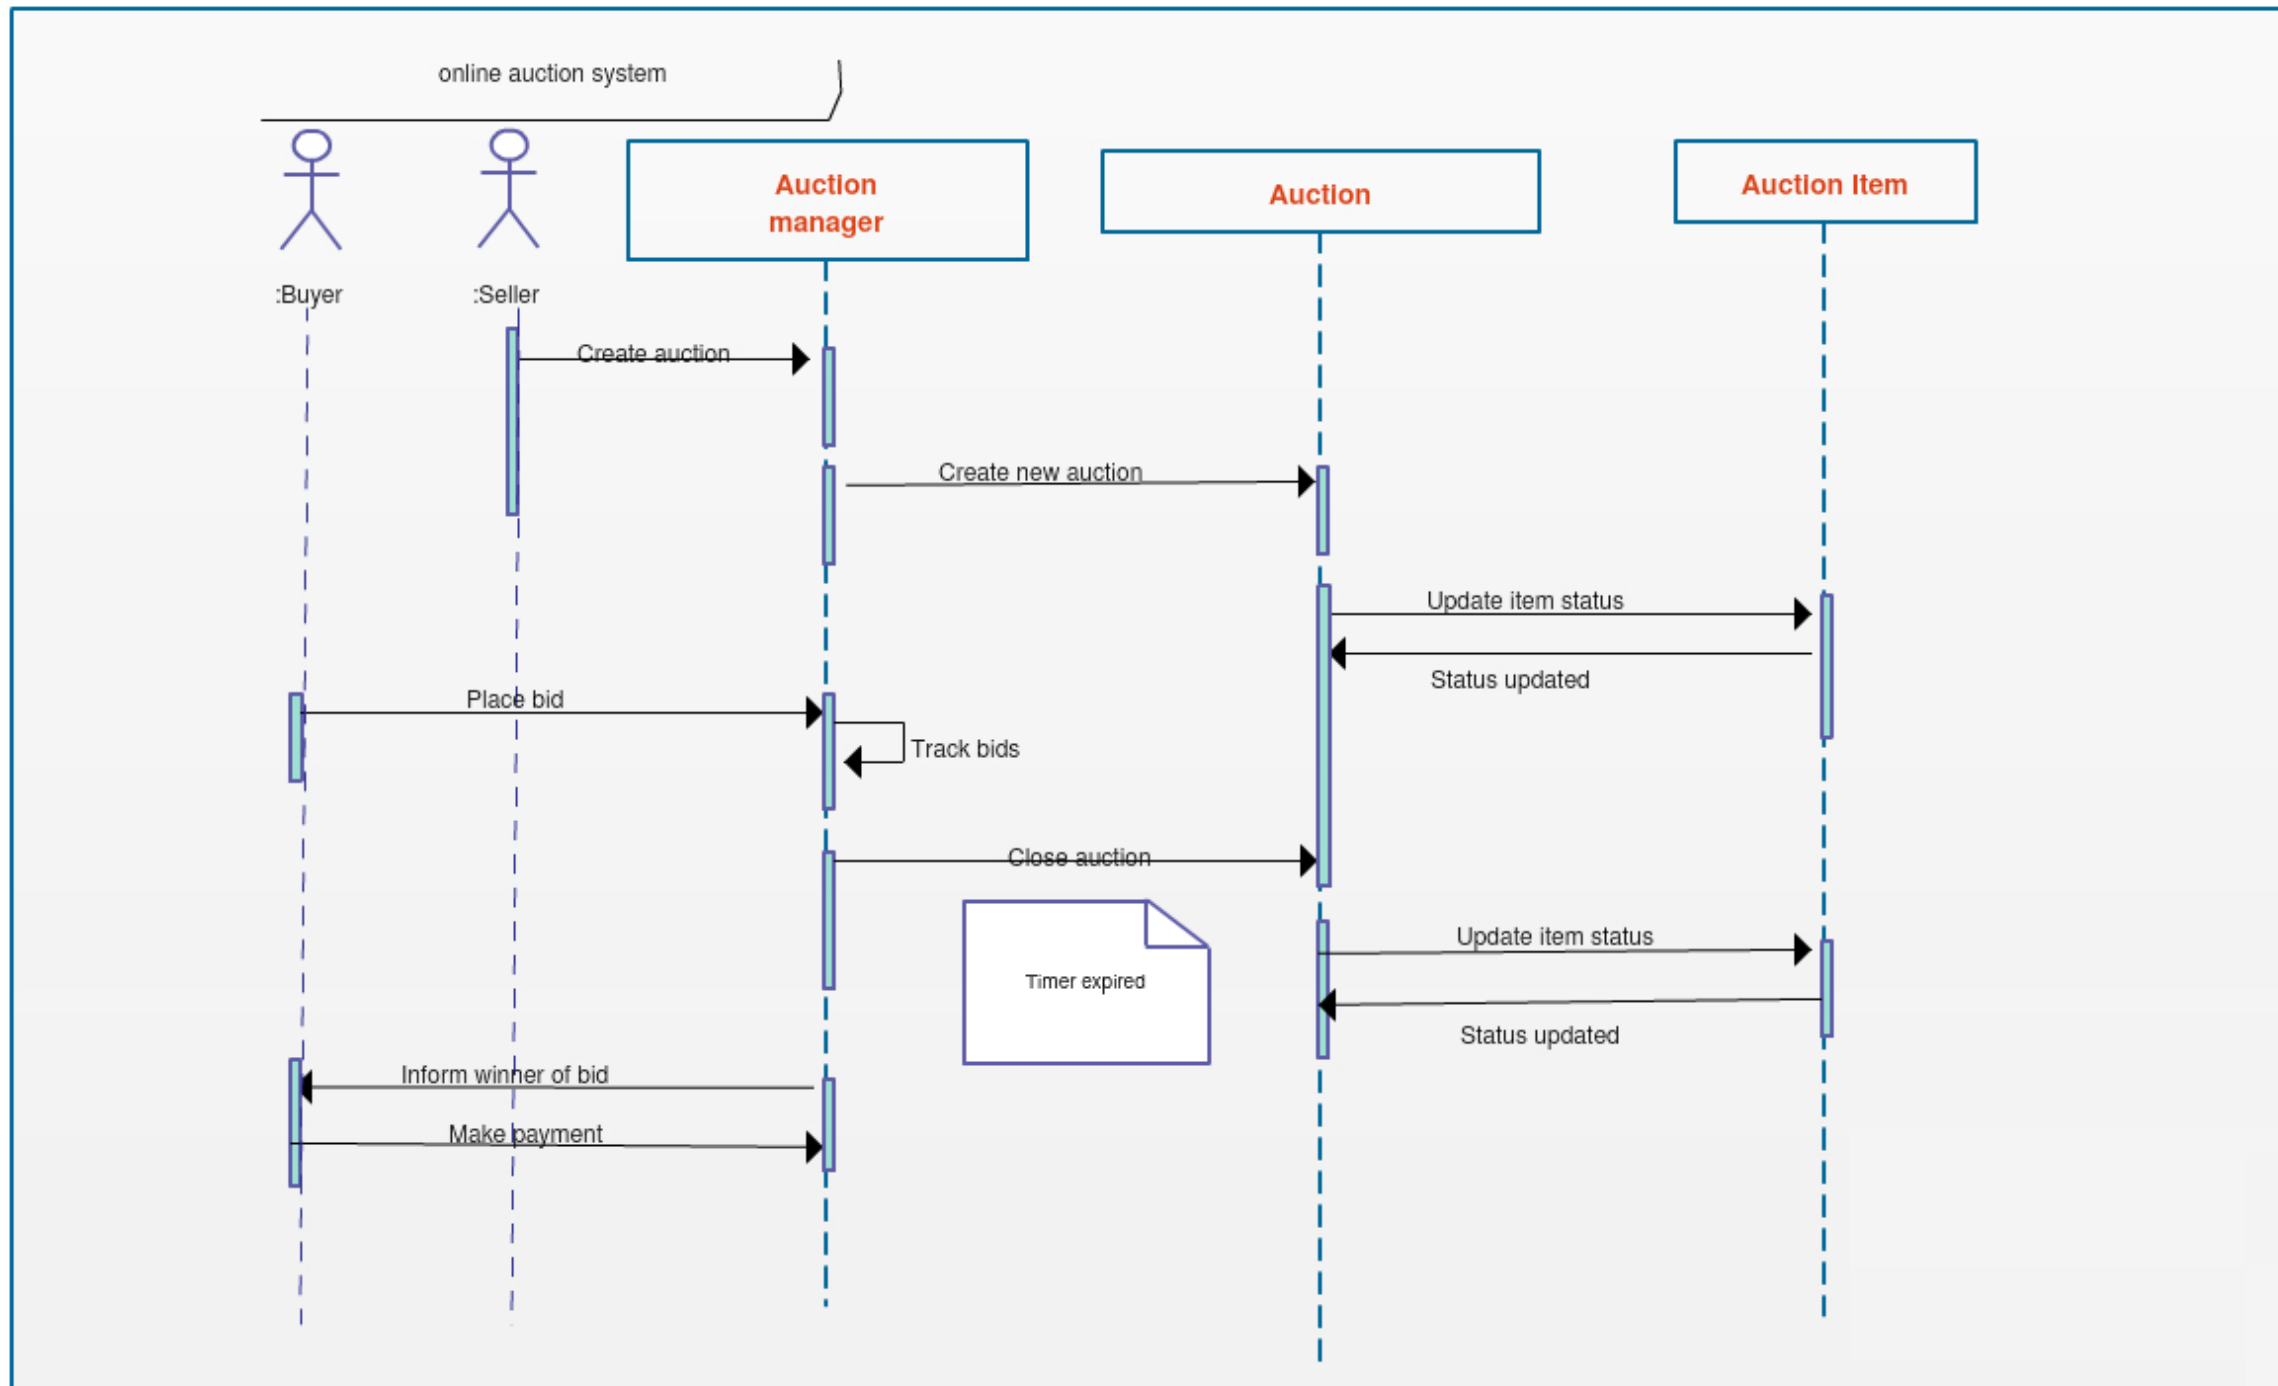 online auction system
Auction
manager
Auction
Auction Item
:Buyer
:Seller
Create auction
Create new auction
Update item status
Status updated
Place bid
Track bids
Close auction
Timer expired
Update item status
Status updated
Inform winner of bid
Make payment